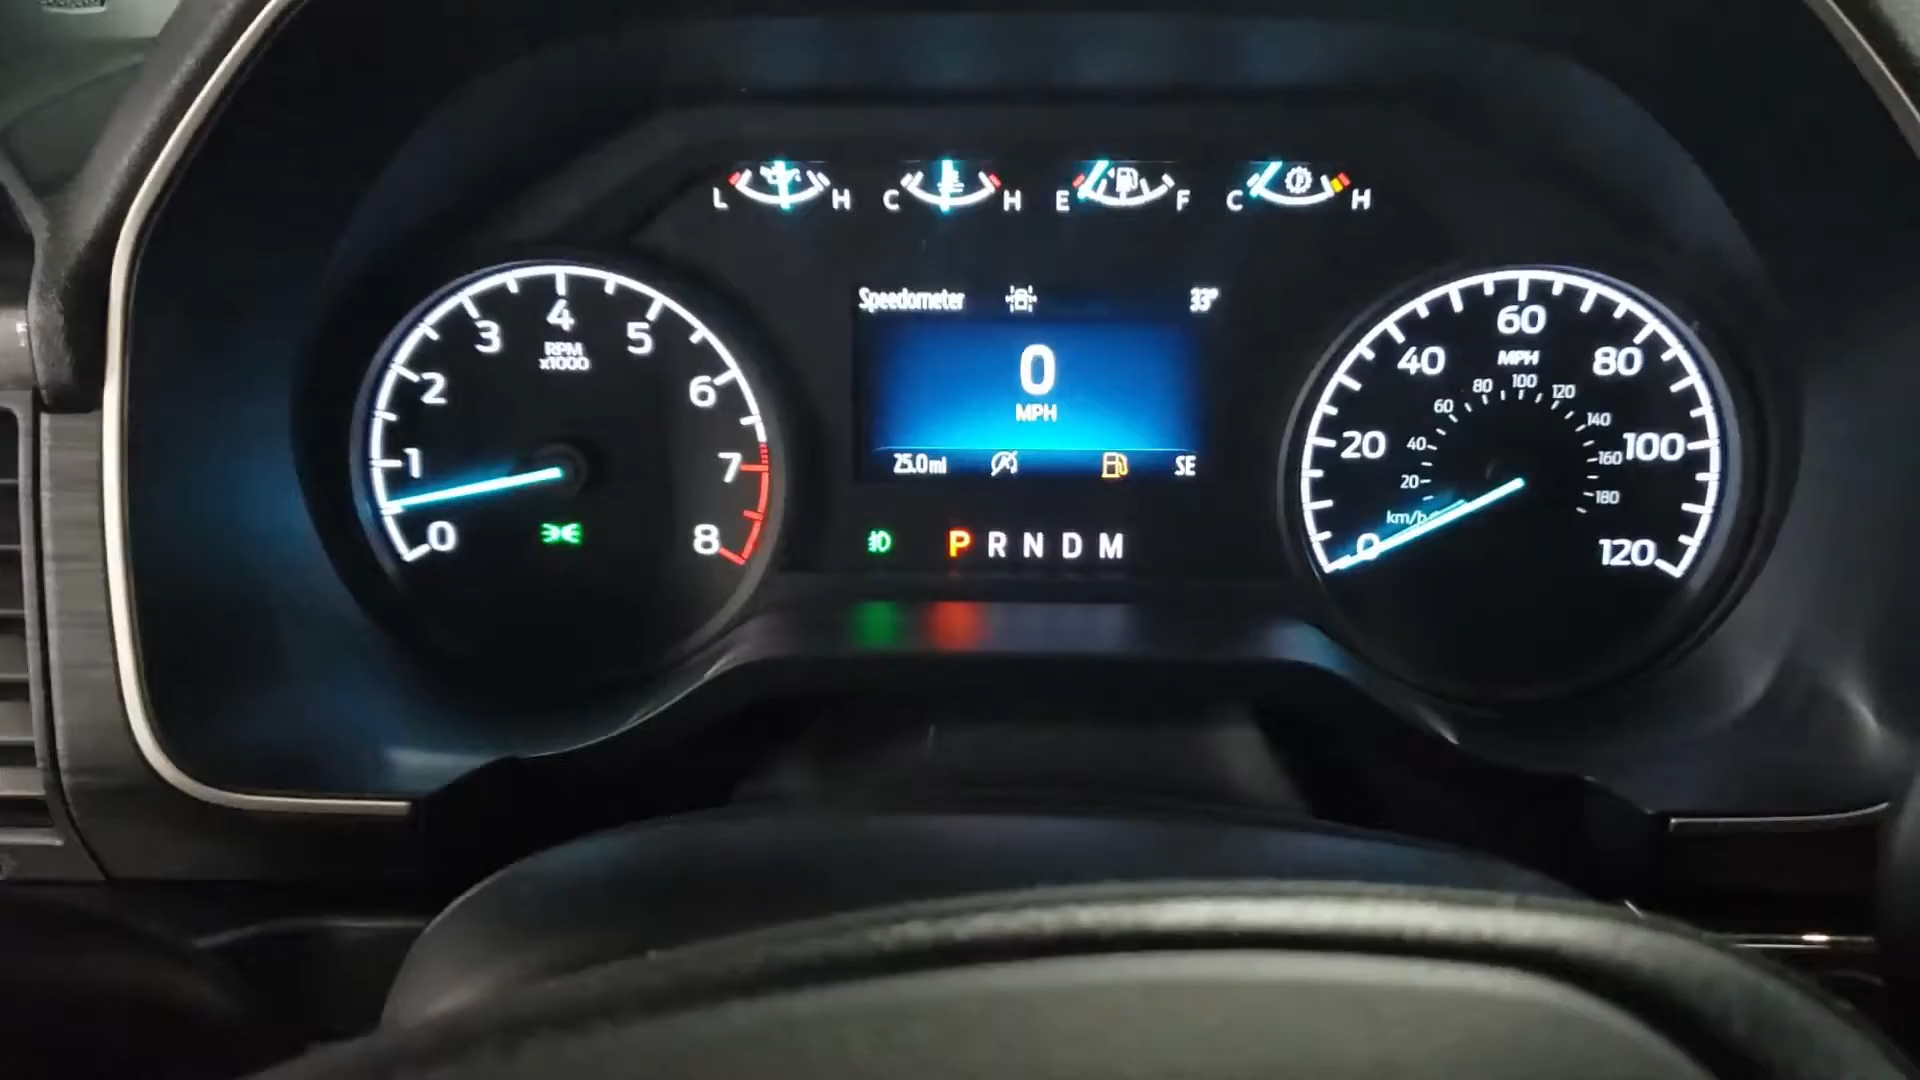 L H C H E F C H
Speedometer 33°
0
MPH
25.0mi SE
P R N D M
0 1 2 3 4 5 6 7 8
RPM
x1000
0 20 40 60 80 100 120
MPH
20 40 60 80 100 120 140 160 180
km/h